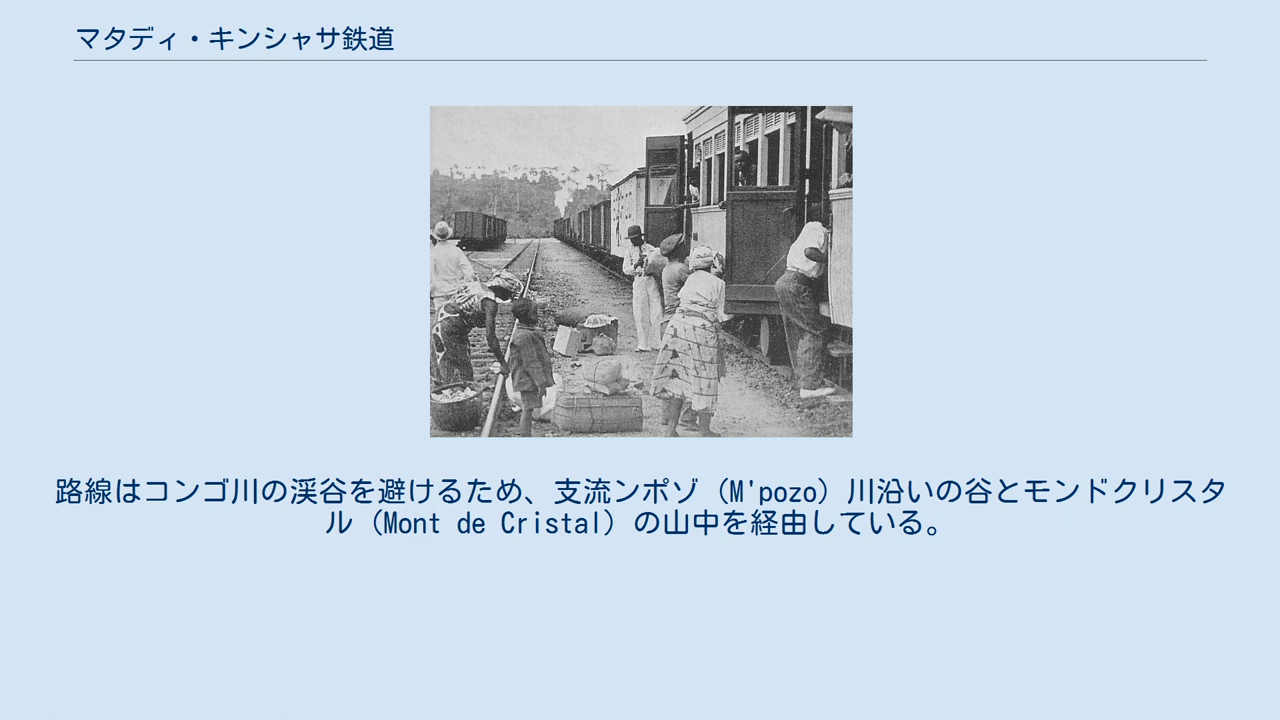 マタディ・キンシャサ鉄道
路線はコンゴ川の渓谷を避けるため、支流ンポゾ（M'pozo）川沿いの谷とモンドクリスタ
ル（Mont de Cristal）の山中を経由している。